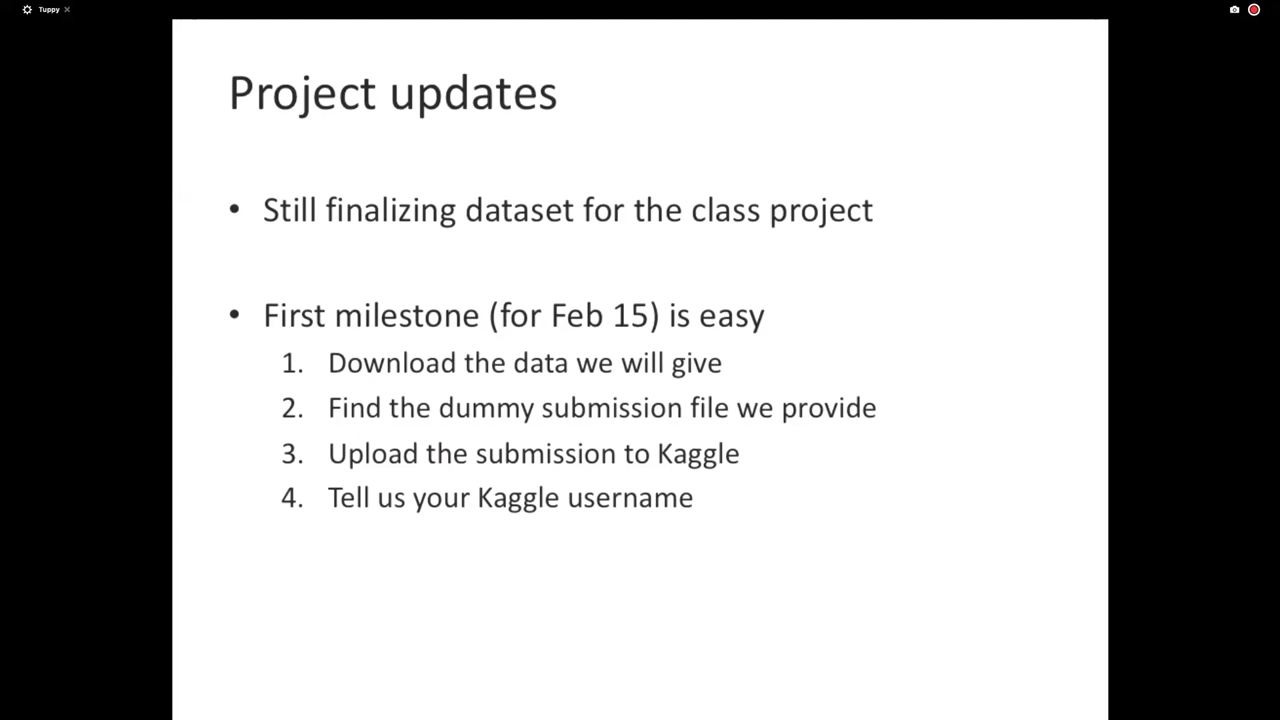 Tuppy
Project updates
• Still finalizing dataset for the class project
• First milestone (for Feb 15) is easy
1. Download the data we will give
2. Find the dummy submission file we provide
3. Upload the submission to Kaggle
4. Tell us your Kaggle username